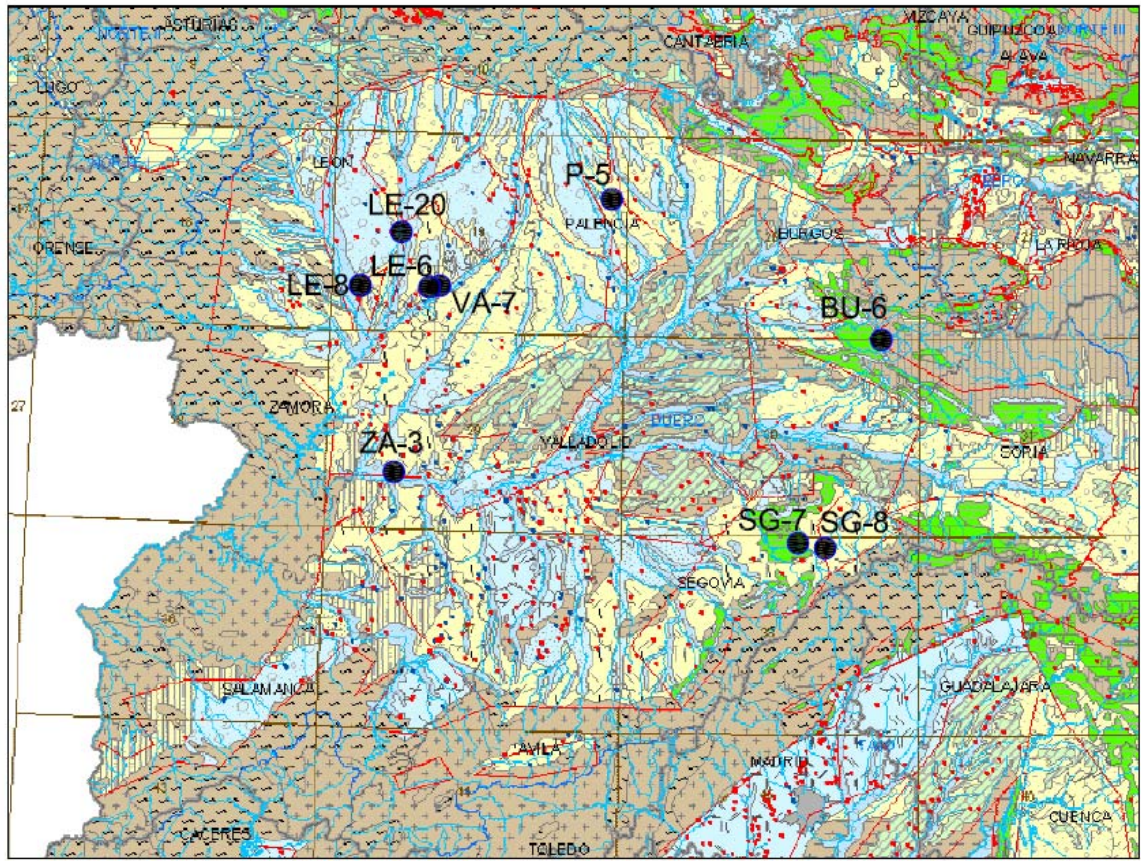 ASTURIAS
VIZCAYA
CANTABRIA
GUIPUZCOA
NORTE III
ALAVA
LUGO
LEON
NAVARRA
P-5
LE-20
PALENCIA
ORENSE
BURGOS
LA RIOJA
LE-8
LE-6
VA-7
BU-6
27
ZAMORA
DUERO
VALLADOLID
SORIA
ZA-3
SG-7
SG-8
SEGOVIA
SALAMANCA
GUADALAJARA
AVILA
MADRID
CUENCA
CACERES
TOLEDO